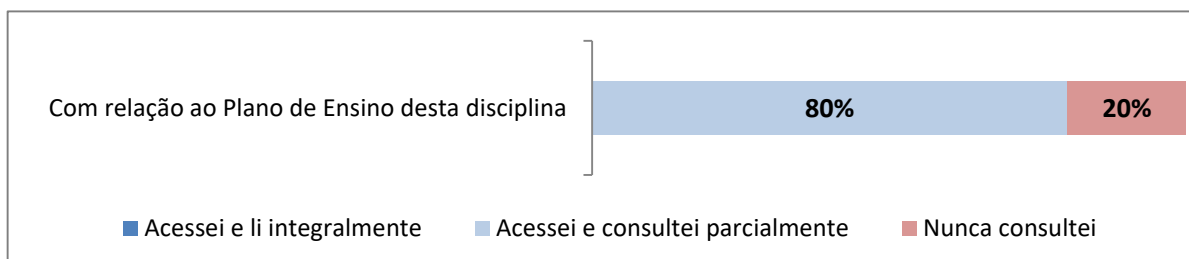 Com relação ao Plano de Ensino desta disciplina
80%
20%
Acessei e li integralmente
Acessei e consultei parcialmente
Nunca consultei